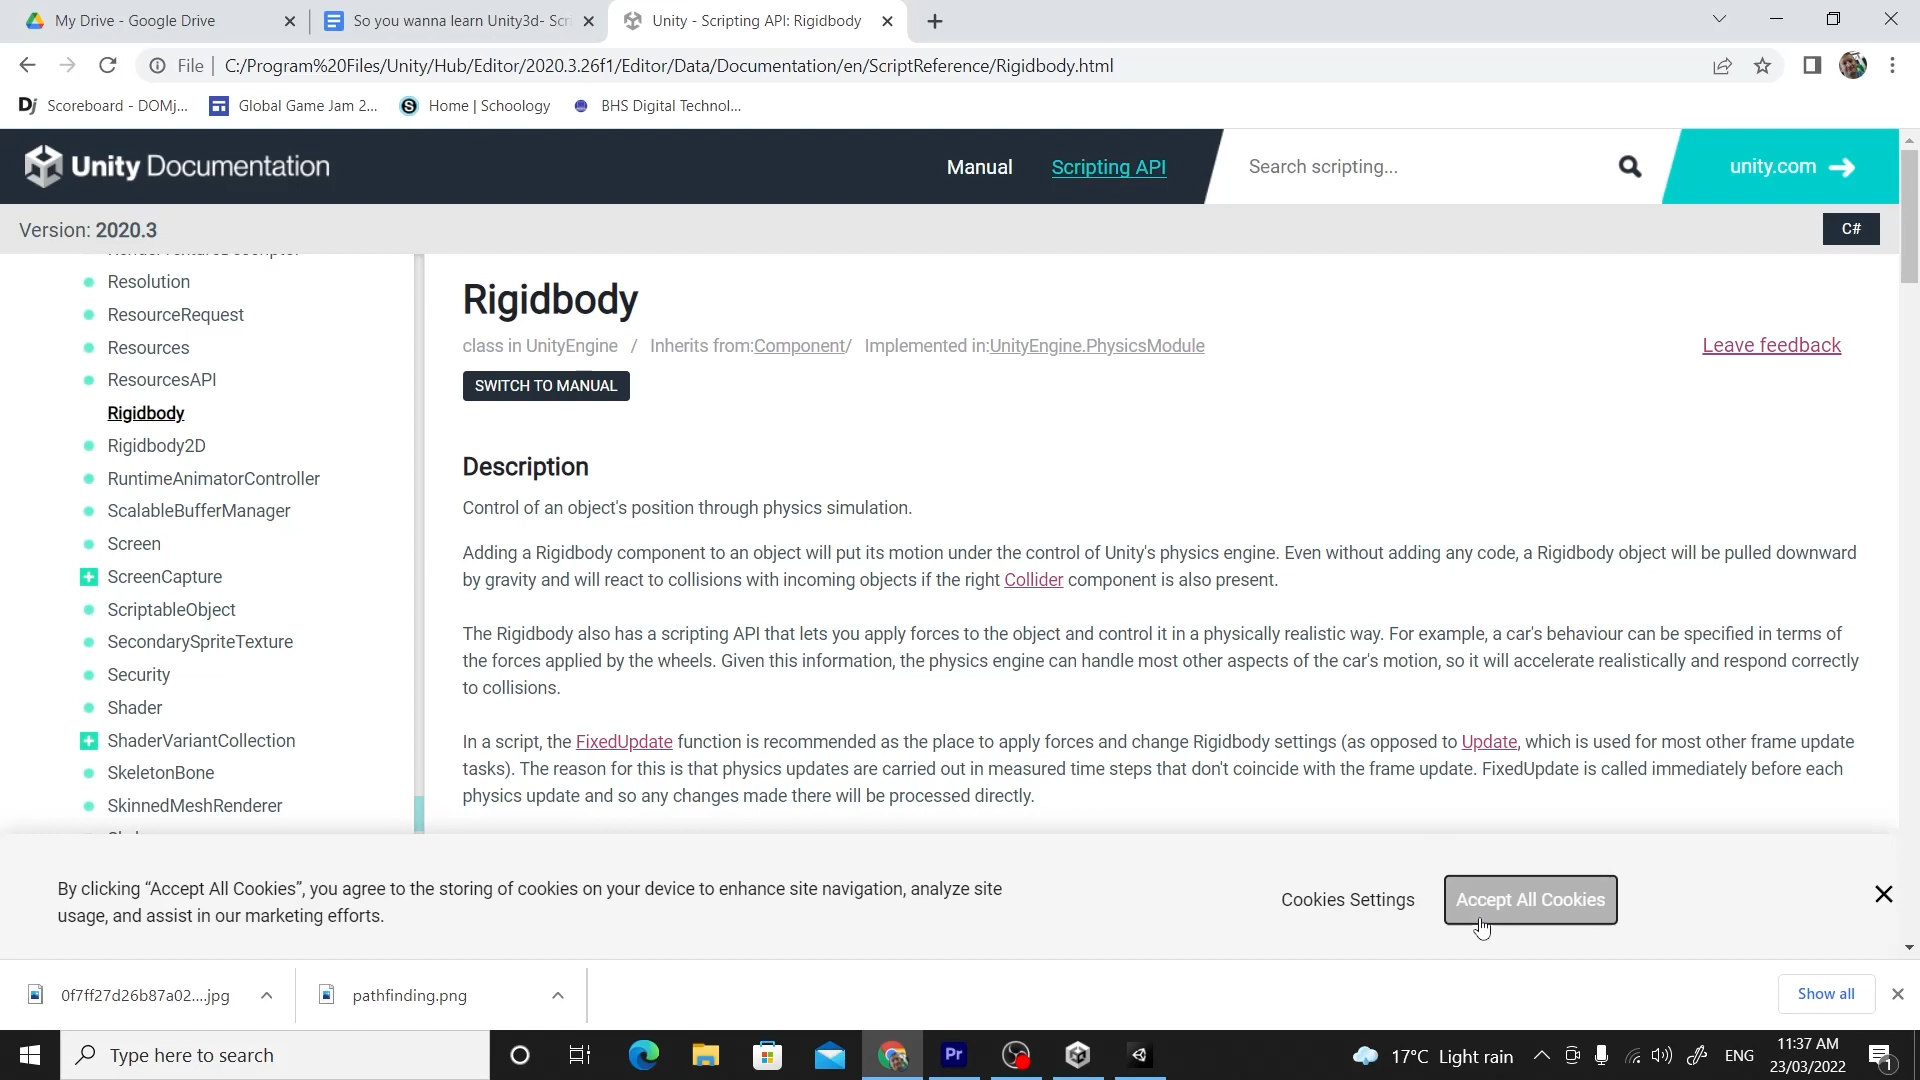 My Drive - Google Drive
So you wanna learn Unity3d- Scri
Unity - Scripting API: Rigidbody
File | C:/Program%20Files/Unity/Hub/Editor/2020.3.26f1/Editor/Data/Documentation/en/ScriptReference/Rigidbody.html
Dj Scoreboard - DOMj...
Global Game Jam 2...
S Home | Schoology
BHS Digital Technol...
Unity Documentation
Manual
Scripting API
Search scripting...
unity.com
Version: 2020.3
C#
Resolution
ResourceRequest
Resources
ResourcesAPI
Rigidbody
Rigidbody2D
RuntimeAnimatorController
ScalableBufferManager
Screen
ScreenCapture
ScriptableObject
SecondarySpriteTexture
Security
Shader
ShaderVariantCollection
SkeletonBone
SkinnedMeshRenderer
Rigidbody
class in UnityEngine / Inherits from:Component/ Implemented in:UnityEngine.PhysicsModule
Leave feedback
SWITCH TO MANUAL
Description
Control of an object's position through physics simulation.
Adding a Rigidbody component to an object will put its motion under the control of Unity's physics engine. Even without adding any code, a Rigidbody object will be pulled downward
by gravity and will react to collisions with incoming objects if the right Collider component is also present.
The Rigidbody also has a scripting API that lets you apply forces to the object and control it in a physically realistic way. For example, a car's behaviour can be specified in terms of
the forces applied by the wheels. Given this information, the physics engine can handle most other aspects of the car's motion, so it will accelerate realistically and respond correctly
to collisions.
In a script, the FixedUpdate function is recommended as the place to apply forces and change Rigidbody settings (as opposed to Update, which is used for most other frame update
tasks). The reason for this is that physics updates are carried out in measured time steps that don't coincide with the frame update. FixedUpdate is called immediately before each
physics update and so any changes made there will be processed directly.
By clicking “Accept All Cookies”, you agree to the storing of cookies on your device to enhance site navigation, analyze site
usage, and assist in our marketing efforts.
Cookies Settings
Accept All Cookies
0f7ff27d26b87a02....jpg
pathfinding.png
Show all
Type here to search
Pr
17°C Light rain
ENG
11:37 AM
23/03/2022
1